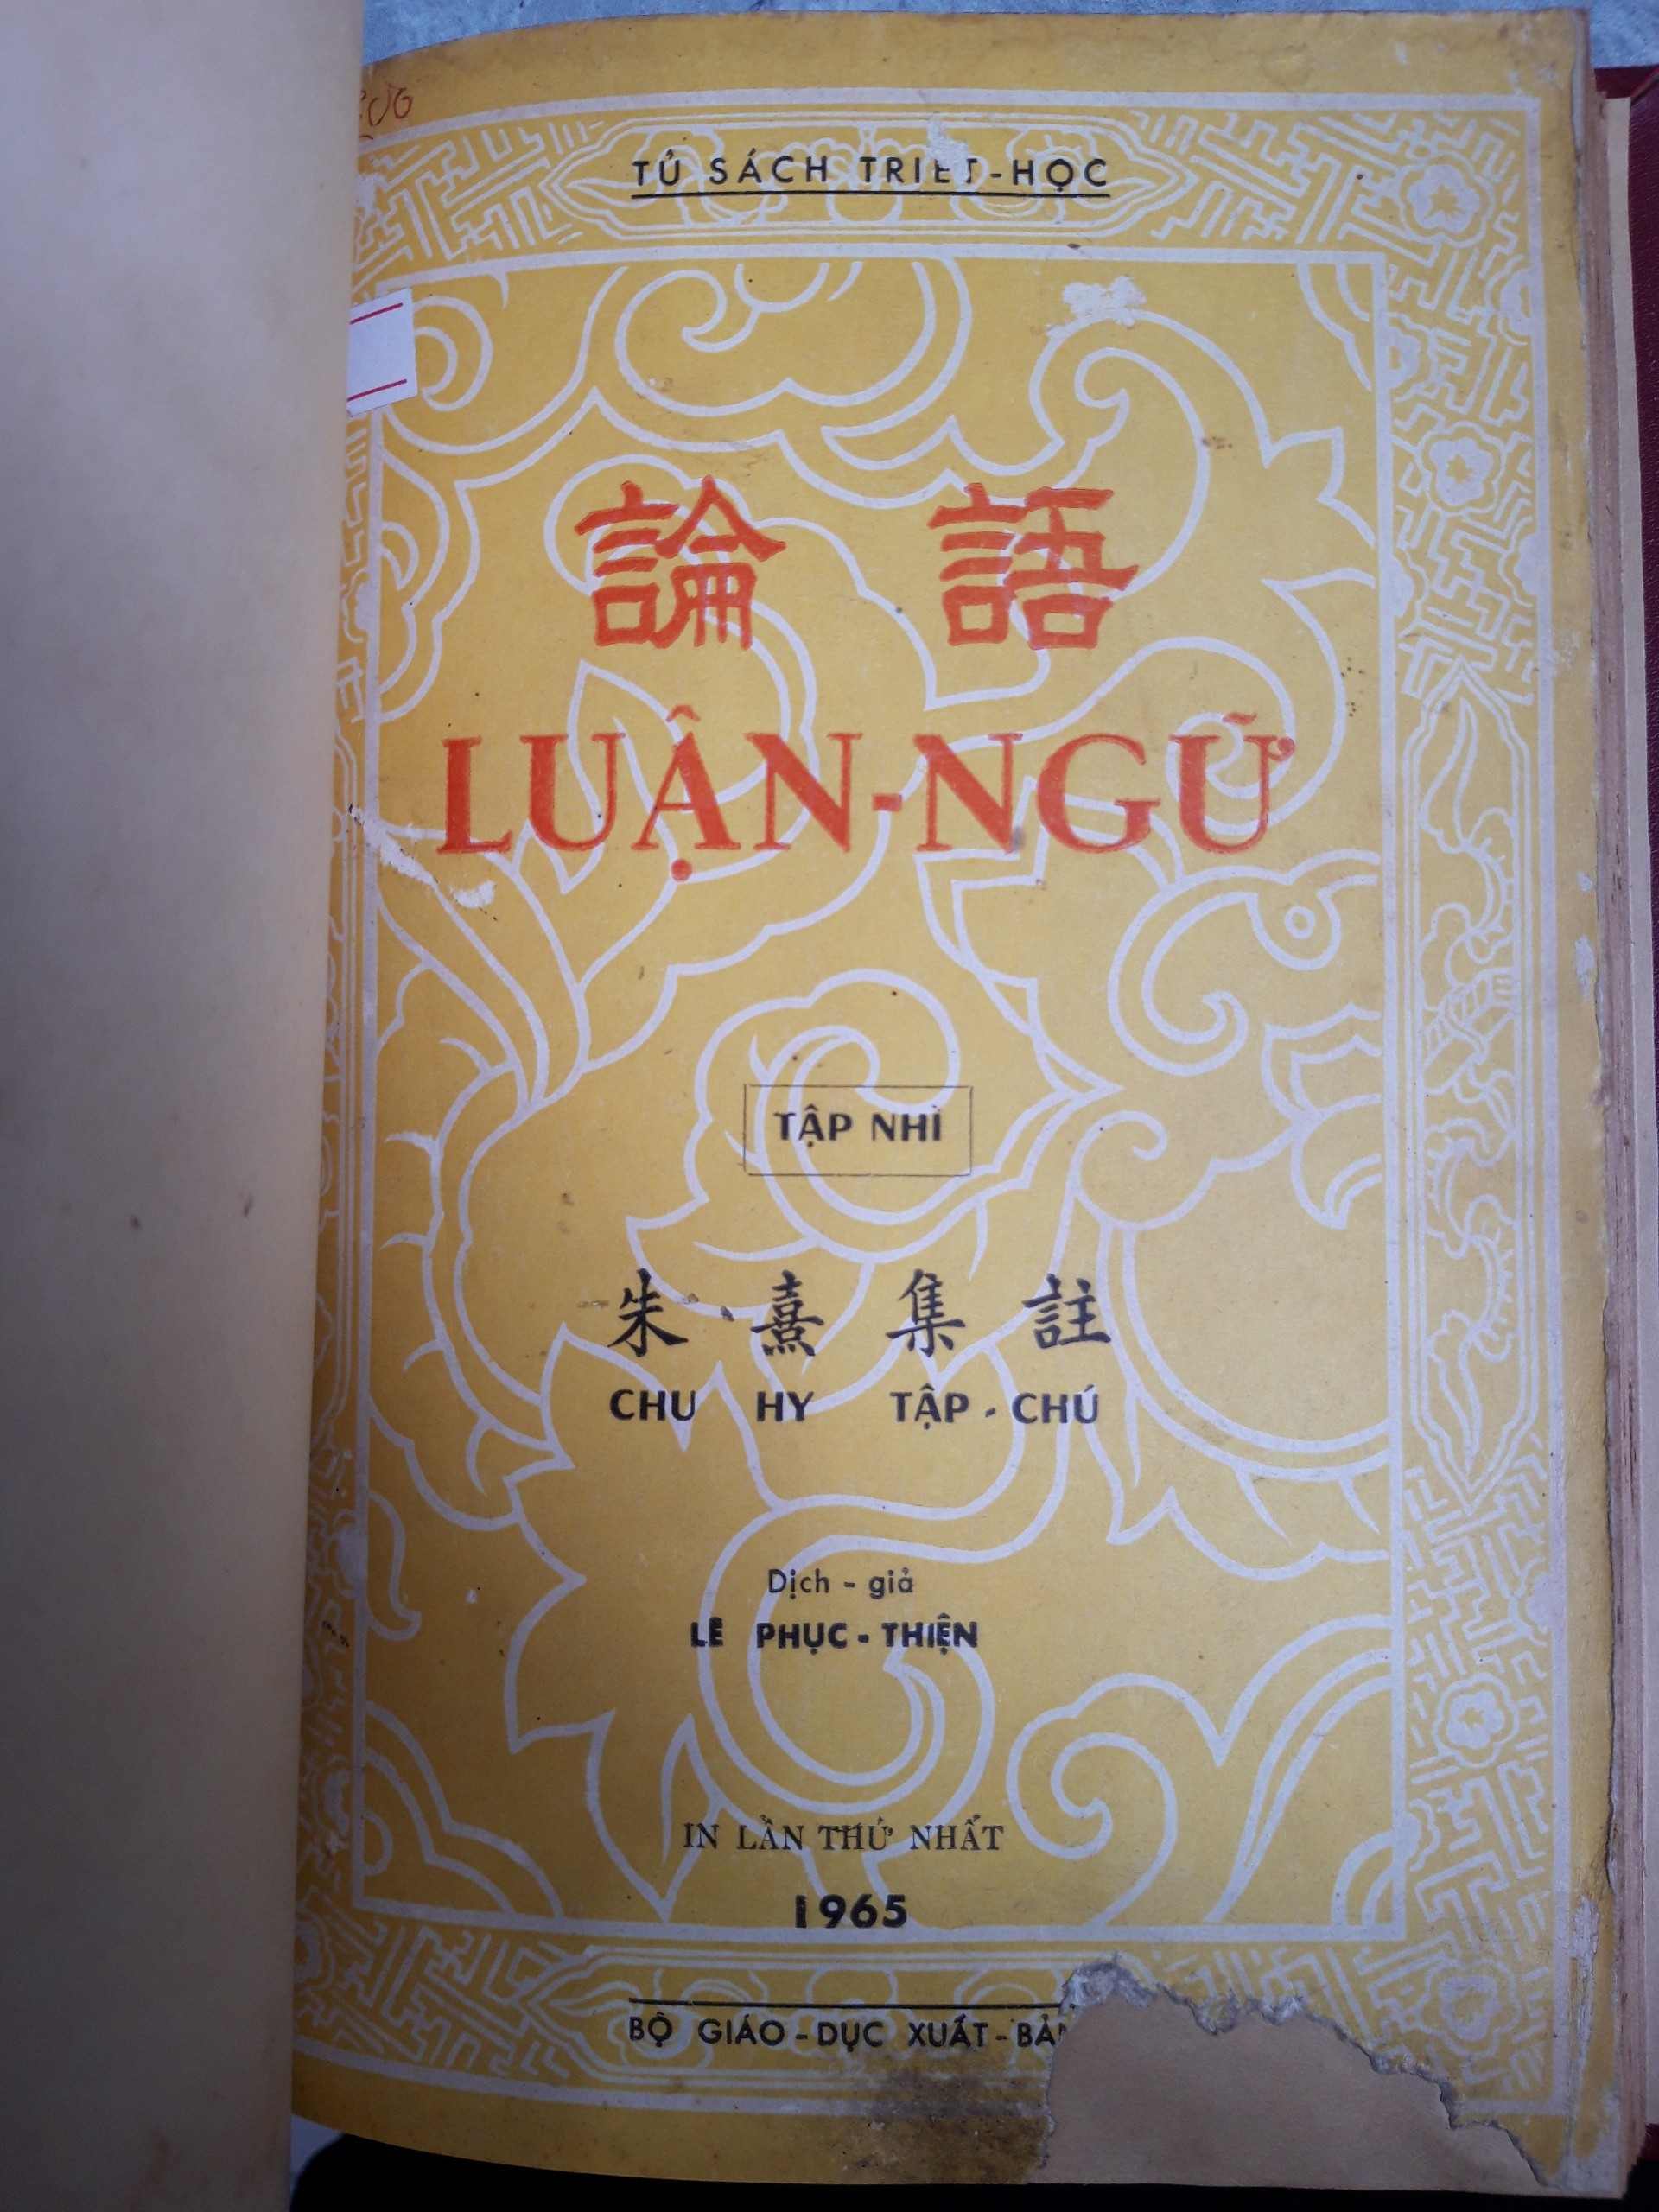 TỦ SÁCH TRIẾT-HỌC
論 語
LUẬN-NGỮ
TẬP NHÌ
朱 熹 集 註
CHU HY TẬP - CHÚ
Dịch - giả
LÊ PHỤC - THIỆN
IN LẦN THỨ NHẤT
1965
BỘ GIÁO - DỤC XUẤT - BẢN